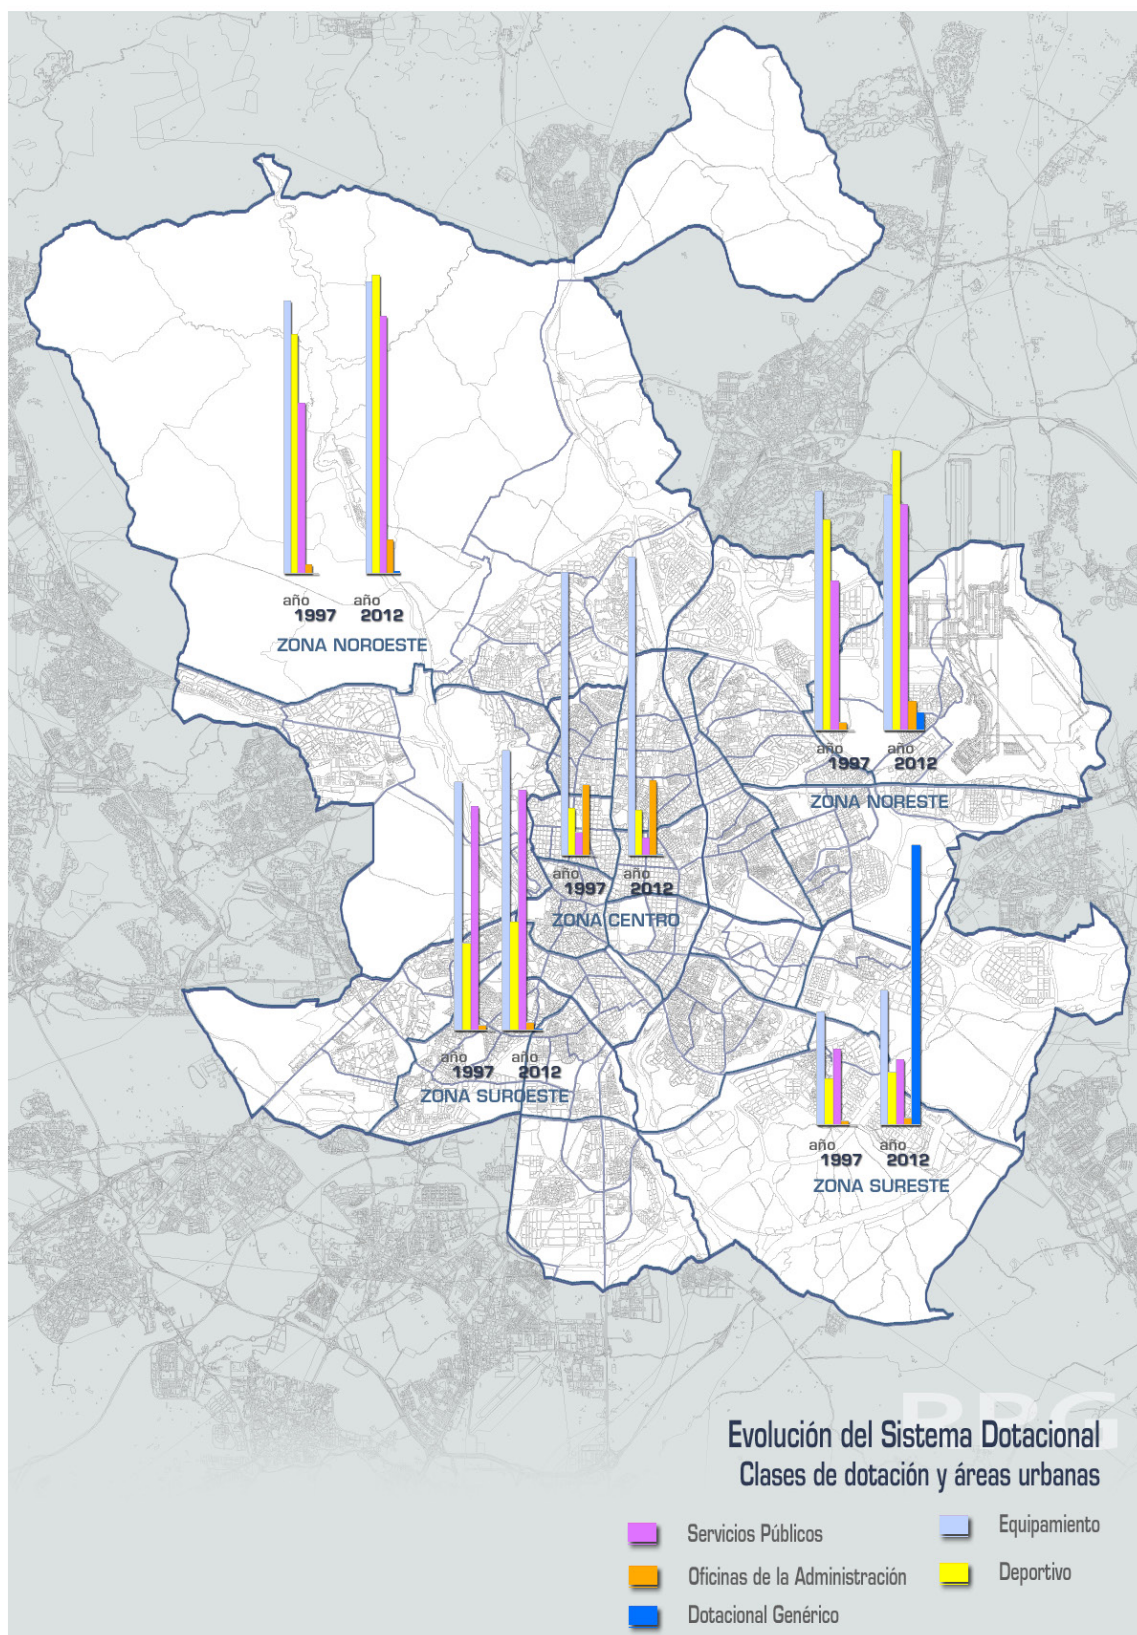 año
1997
año
2012
ZONA NOROESTE
año
1997
año
2012
ZONA NORESTE
año
1997
año
2012
ZONA CENTRO
año
1997
año
2012
ZONA SUROESTE
año
1997
año
2012
ZONA SURESTE
Evolución del Sistema Dotacional
Clases de dotación y áreas urbanas
Servicios Públicos
Equipamiento
Oficinas de la Administración
Deportivo
Dotacional Genérico